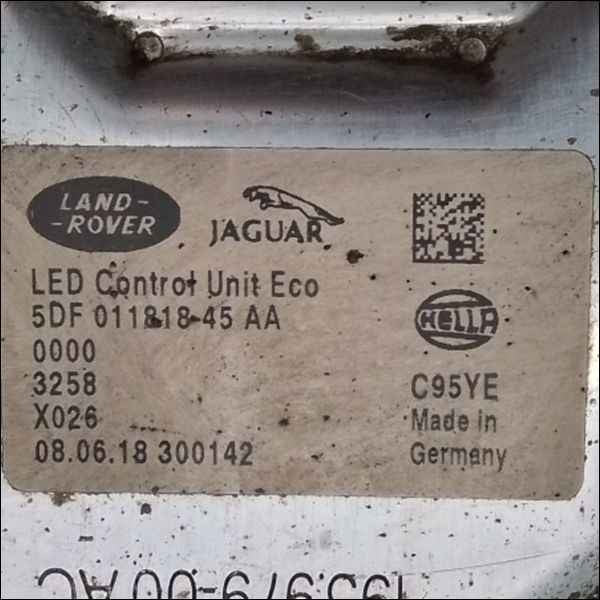 LAND-
-ROVER
JAGUAR
LED Control Unit Eco
5DF 011818-45 AA
HELLA
0000
3258
C95YE
X026
Made in
08.06.18 300142
Germany